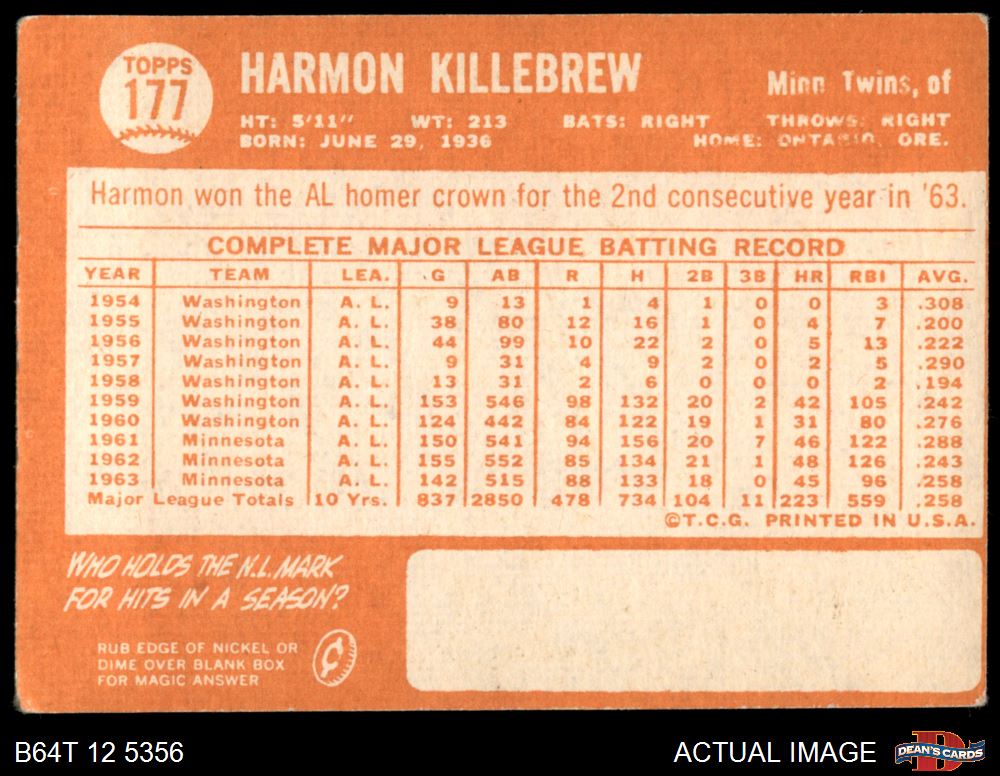 TOPPS
177
HARMON KILLEBREW
Minn Twins, of
HT: 5'11" WT: 213 BATS: RIGHT THROWS: RIGHT
BORN: JUNE 29, 1936 HOME: ONTARIO, ORE.
Harmon won the AL homer crown for the 2nd consecutive year in '63.
COMPLETE MAJOR LEAGUE BATTING RECORD
YEAR TEAM LEA. G AB R H 2B 3B HR RBI AVG.
1954 Washington A. L. 9 13 1 4 1 0 0 3 .308
1955 Washington A. L. 38 80 12 16 1 0 4 7 .200
1956 Washington A. L. 44 99 10 22 2 0 5 13 .222
1957 Washington A. L. 9 31 4 9 2 0 2 5 .290
1958 Washington A. L. 13 31 2 6 0 0 0 2 .194
1959 Washington A. L. 153 546 98 132 20 2 42 105 .242
1960 Washington A. L. 124 442 84 122 19 1 31 80 .276
1961 Minnesota A. L. 150 541 94 156 20 7 46 122 .288
1962 Minnesota A. L. 155 552 85 134 21 1 48 126 .243
1963 Minnesota A. L. 142 515 88 133 18 0 45 96 .258
Major League Totals 10 Yrs. 837 2850 478 734 104 11 223 559 .258
©T.C.G. PRINTED IN U.S.A.
WHO HOLDS THE N.L. MARK
FOR HITS IN A SEASON?
RUB EDGE OF NICKEL OR
DIME OVER BLANK BOX
FOR MAGIC ANSWER
¢
B64T 12 5356
ACTUAL IMAGE
D
DEAN'S CARDS